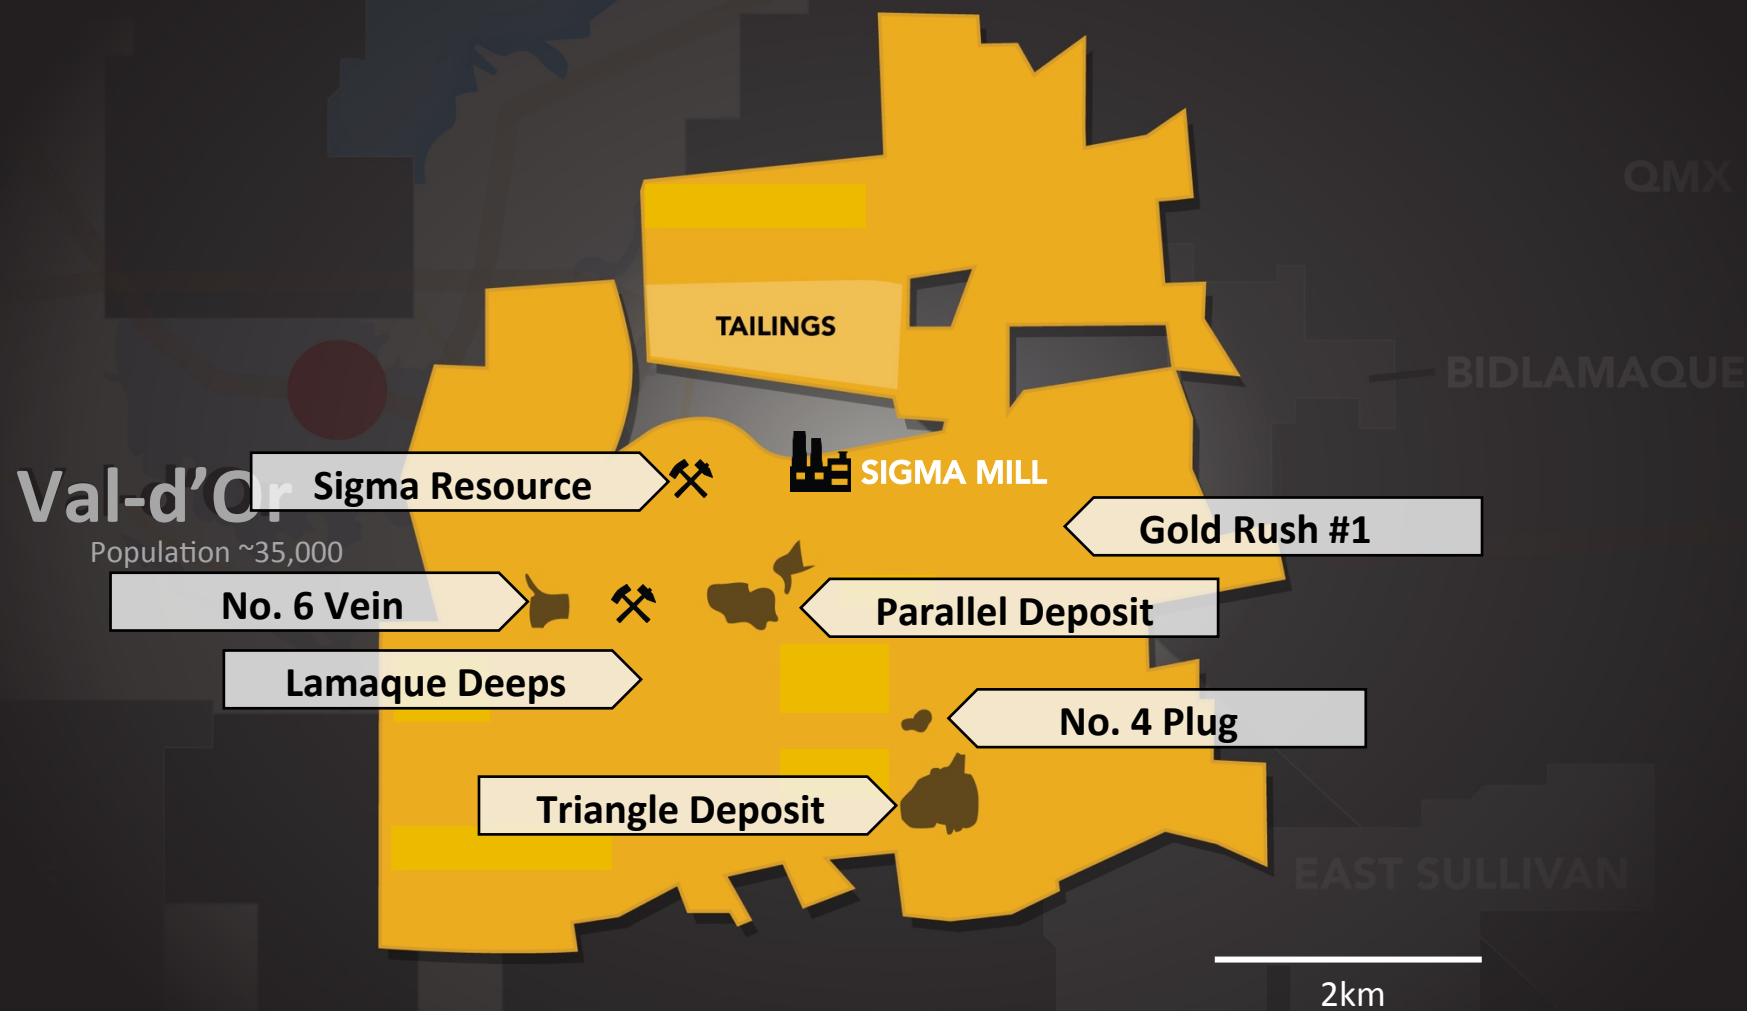 QMX
TAILINGS
BIDLAMAQUE
Val-d'Or
Population ~35,000
Sigma Resource
SIGMA MILL
Gold Rush #1
No. 6 Vein
Parallel Deposit
Lamaque Deeps
No. 4 Plug
Triangle Deposit
EAST SULLIVAN
2km